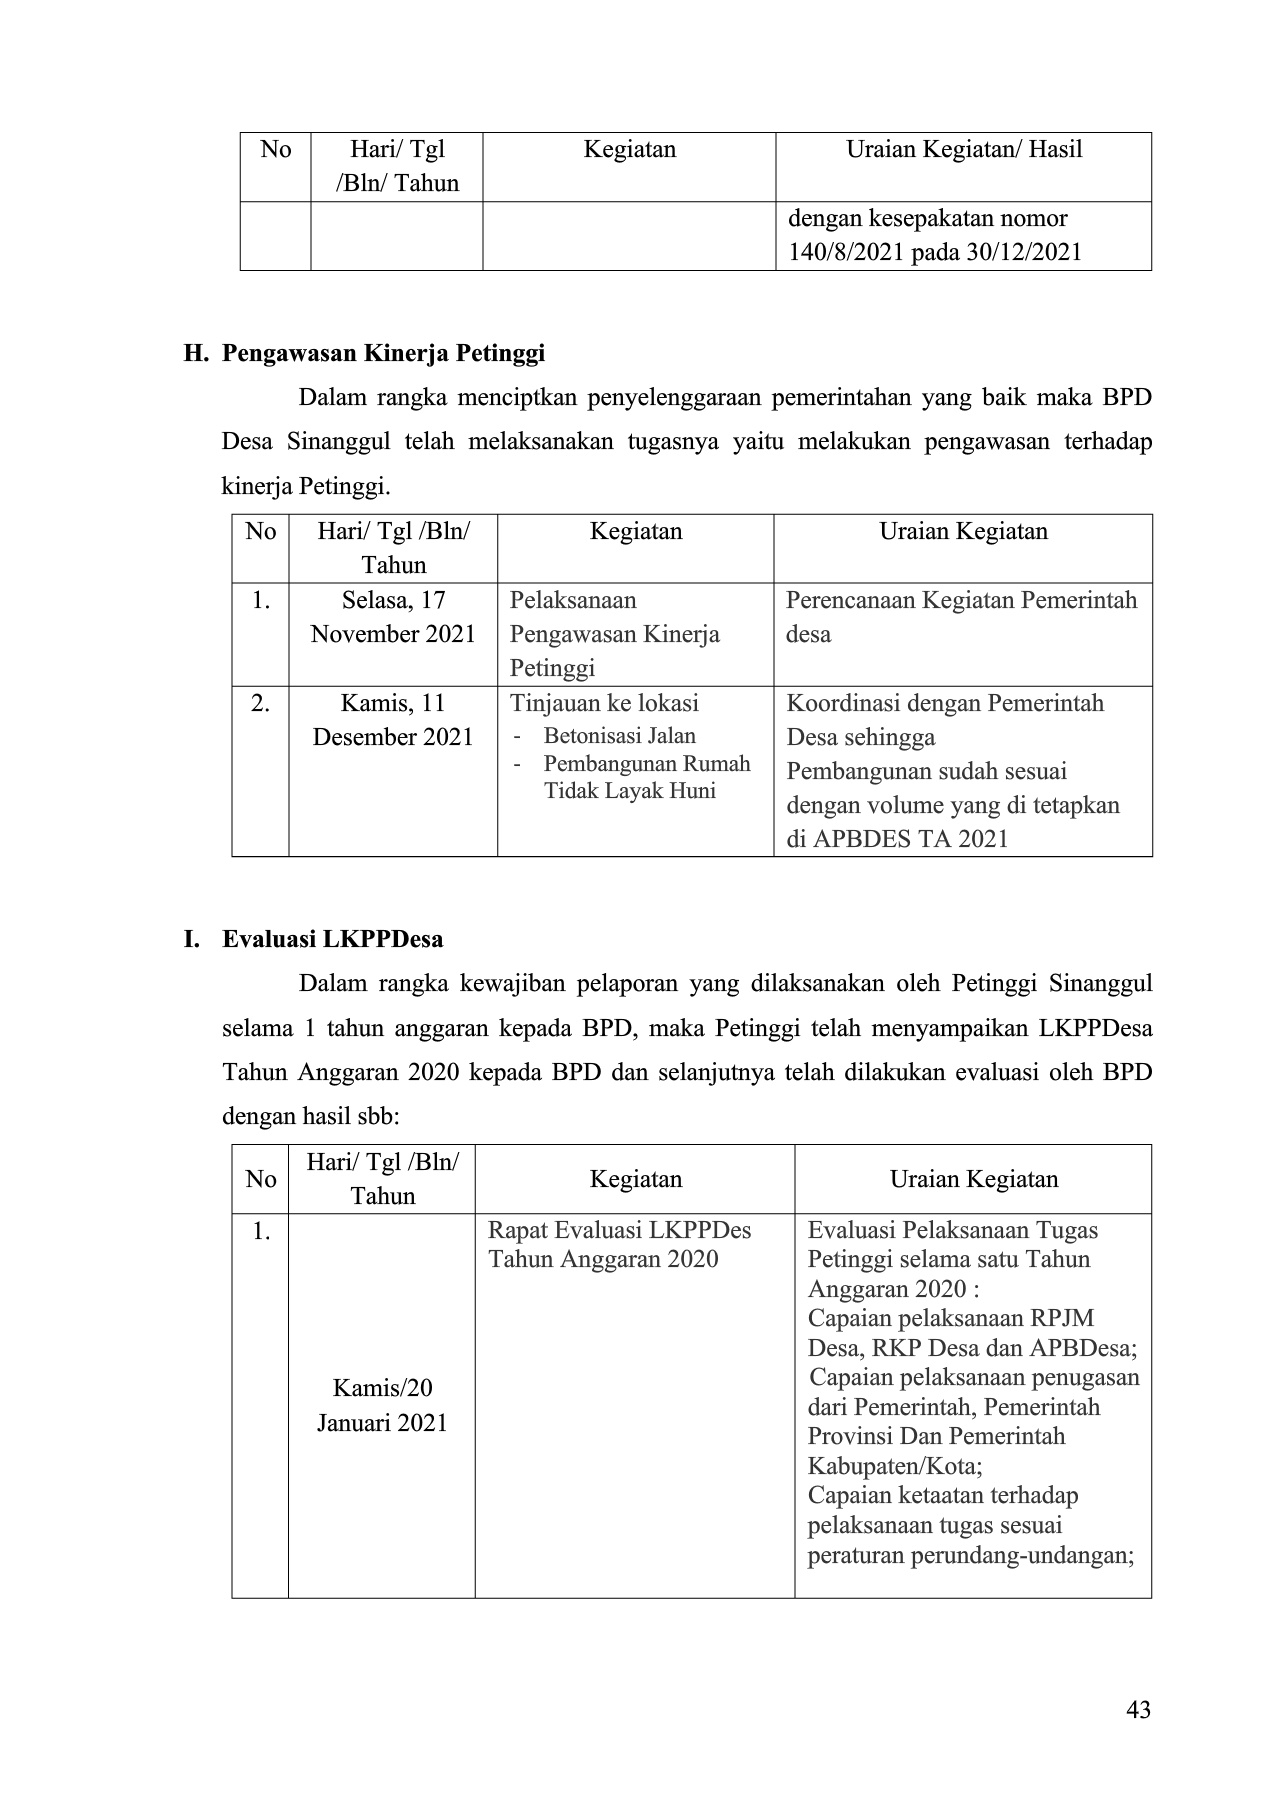 No
Hari/ Tgl
/Bln/ Tahun
Kegiatan
Uraian Kegiatan/ Hasil
dengan kesepakatan nomor
140/8/2021 pada 30/12/2021
H. Pengawasan Kinerja Petinggi
Dalam rangka menciptkan penyelenggaraan pemerintahan yang baik maka BPD
Desa Sinanggul telah melaksanakan tugasnya yaitu melakukan pengawasan terhadap
kinerja Petinggi.
No
Hari/ Tgl /Bln/
Tahun
Kegiatan
Uraian Kegiatan
1.
Selasa, 17
November 2021
Pelaksanaan
Pengawasan Kinerja
Petinggi
Perencanaan Kegiatan Pemerintah
desa
2.
Kamis, 11
Desember 2021
Tinjauan ke lokasi
- Betonisasi Jalan
- Pembangunan Rumah
Tidak Layak Huni
Koordinasi dengan Pemerintah
Desa sehingga
Pembangunan sudah sesuai
dengan volume yang di tetapkan
di APBDES TA 2021
I. Evaluasi LKPPDesa
Dalam rangka kewajiban pelaporan yang dilaksanakan oleh Petinggi Sinanggul
selama 1 tahun anggaran kepada BPD, maka Petinggi telah menyampaikan LKPPDesa
Tahun Anggaran 2020 kepada BPD dan selanjutnya telah dilakukan evaluasi oleh BPD
dengan hasil sbb:
No
Hari/ Tgl /Bln/
Tahun
Kegiatan
Uraian Kegiatan
1.
Kamis/20
Januari 2021
Rapat Evaluasi LKPPDes
Tahun Anggaran 2020
Evaluasi Pelaksanaan Tugas
Petinggi selama satu Tahun
Anggaran 2020 :
Capaian pelaksanaan RPJM
Desa, RKP Desa dan APBDesa;
Capaian pelaksanaan penugasan
dari Pemerintah, Pemerintah
Provinsi Dan Pemerintah
Kabupaten/Kota;
Capaian ketaatan terhadap
pelaksanaan tugas sesuai
peraturan perundang-undangan;
43